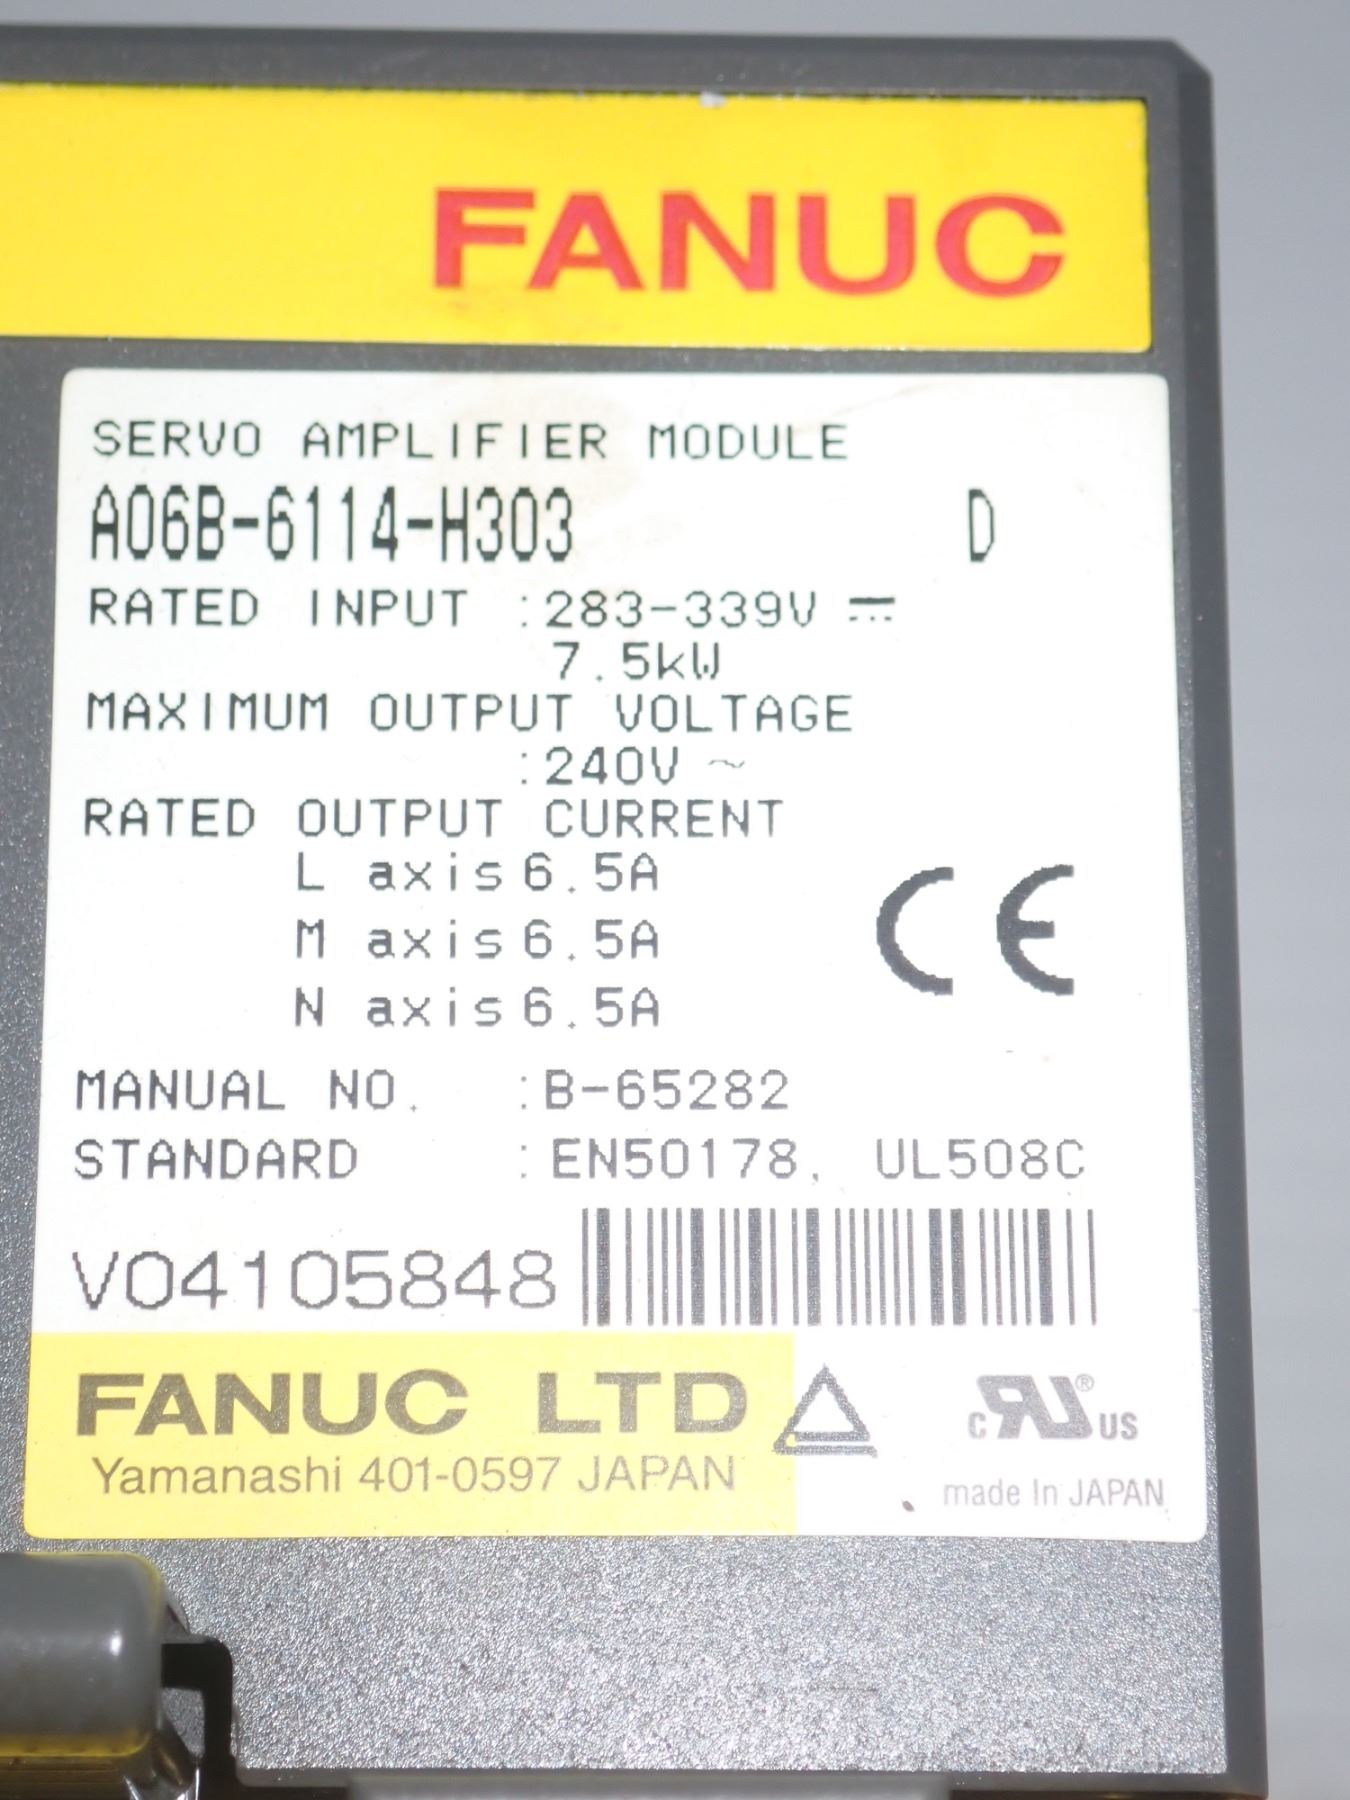 FANUC
SERVO AMPLIFIER MODULE
A06B-6114-H303 D
RATED INPUT :283-339V ⎓
7.5kW
MAXIMUM OUTPUT VOLTAGE
:240V ~
RATED OUTPUT CURRENT
L axis 6.5A
M axis 6.5A
N axis 6.5A
CE
MANUAL NO. :B-65282
STANDARD :EN50178, UL508C
V04105848
FANUC LTD
Yamanashi 401-0597 JAPAN
c RU ® US
made In JAPAN